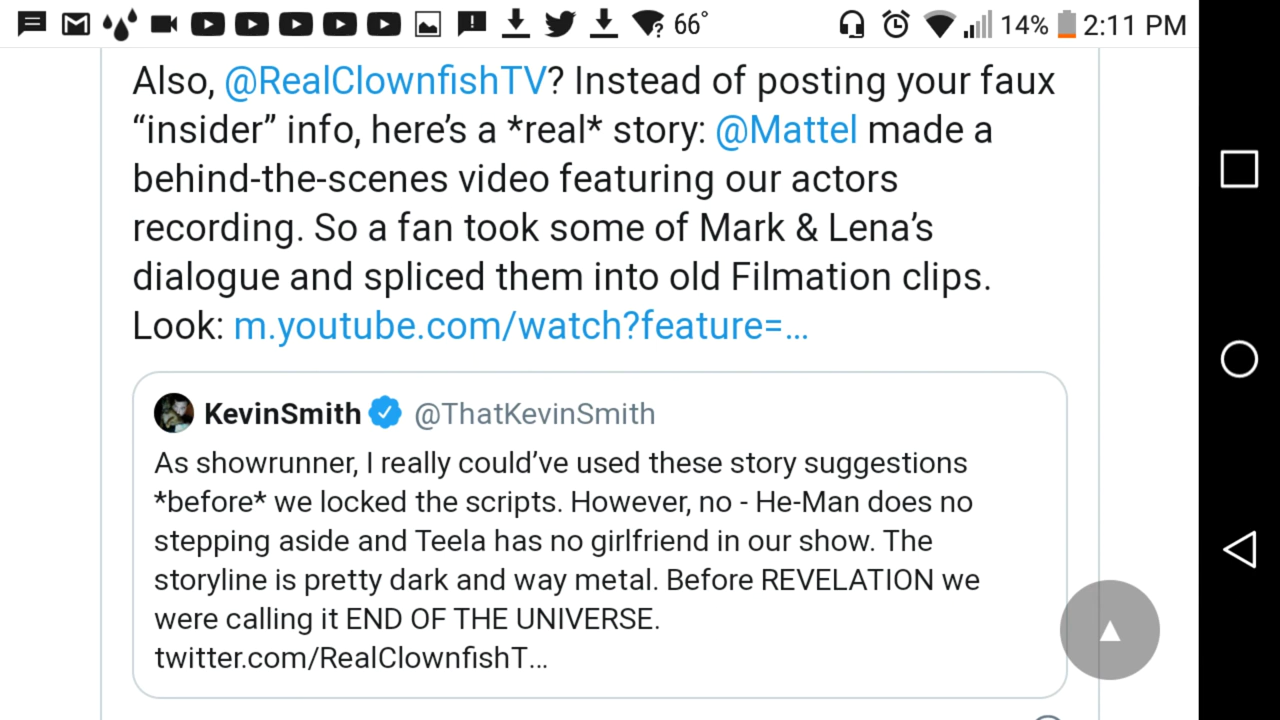 66°
14%
2:11 PM
Also, @RealClownfishTV? Instead of posting your faux
“insider” info, here’s a *real* story: @Mattel made a
behind-the-scenes video featuring our actors
recording. So a fan took some of Mark & Lena’s
dialogue and spliced them into old Filmation clips.
Look: m.youtube.com/watch?feature=…
KevinSmith @ThatKevinSmith
As showrunner, I really could’ve used these story suggestions
*before* we locked the scripts. However, no - He-Man does no
stepping aside and Teela has no girlfriend in our show. The
storyline is pretty dark and way metal. Before REVELATION we
were calling it END OF THE UNIVERSE.
twitter.com/RealClownfishT…